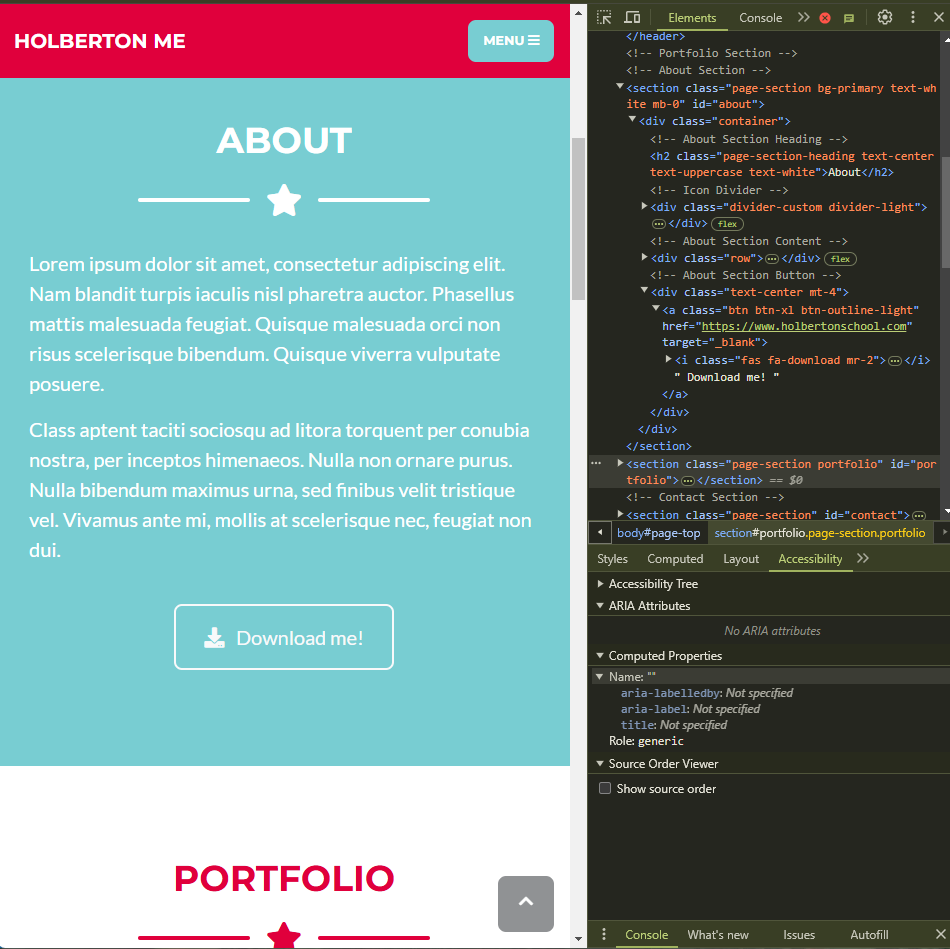 HOLBERTON ME
MENU
ABOUT
Lorem ipsum dolor sit amet, consectetur adipiscing elit.
Nam blandit turpis iaculis nisl pharetra auctor. Phasellus
mattis malesuada feugiat. Quisque malesuada orci non
risus scelerisque bibendum. Quisque viverra vulputate
posuere.
Class aptent taciti sociosqu ad litora torquent per conubia
nostra, per inceptos himenaeos. Nulla non ornare purus.
Nulla bibendum maximus urna, sed finibus velit tristique
vel. Vivamus ante mi, mollis at scelerisque nec, feugiat non
dui.
Download me!
PORTFOLIO
Elements Console
</header>
<!-- Portfolio Section -->
<!-- About Section -->
<section class="page-section bg-primary text-wh
ite mb-0" id="about">
<div class="container">
<!-- About Section Heading -->
<h2 class="page-section-heading text-center
text-uppercase text-white">About</h2>
<!-- Icon Divider -->
<div class="divider-custom divider-light">
… </div> flex
<!-- About Section Content -->
<div class="row"> … </div> flex
<!-- About Section Button -->
<div class="text-center mt-4">
<a class="btn btn-xl btn-outline-light"
href="https://www.holbertonschool.com"
target="_blank">
<i class="fas fa-download mr-2"> … </i>
" Download me! "
</a>
</div>
</div>
</section>
… <section class="page-section portfolio" id="por
tfolio"> … </section> == $0
<!-- Contact Section -->
<section class="page-section" id="contact"> …
body#page-top section#portfolio.page-section.portfolio
Styles Computed Layout Accessibility
Accessibility Tree
ARIA Attributes
No ARIA attributes
Computed Properties
Name: ""
aria-labelledby: Not specified
aria-label: Not specified
title: Not specified
Role: generic
Source Order Viewer
Show source order
Console What's new Issues Autofill